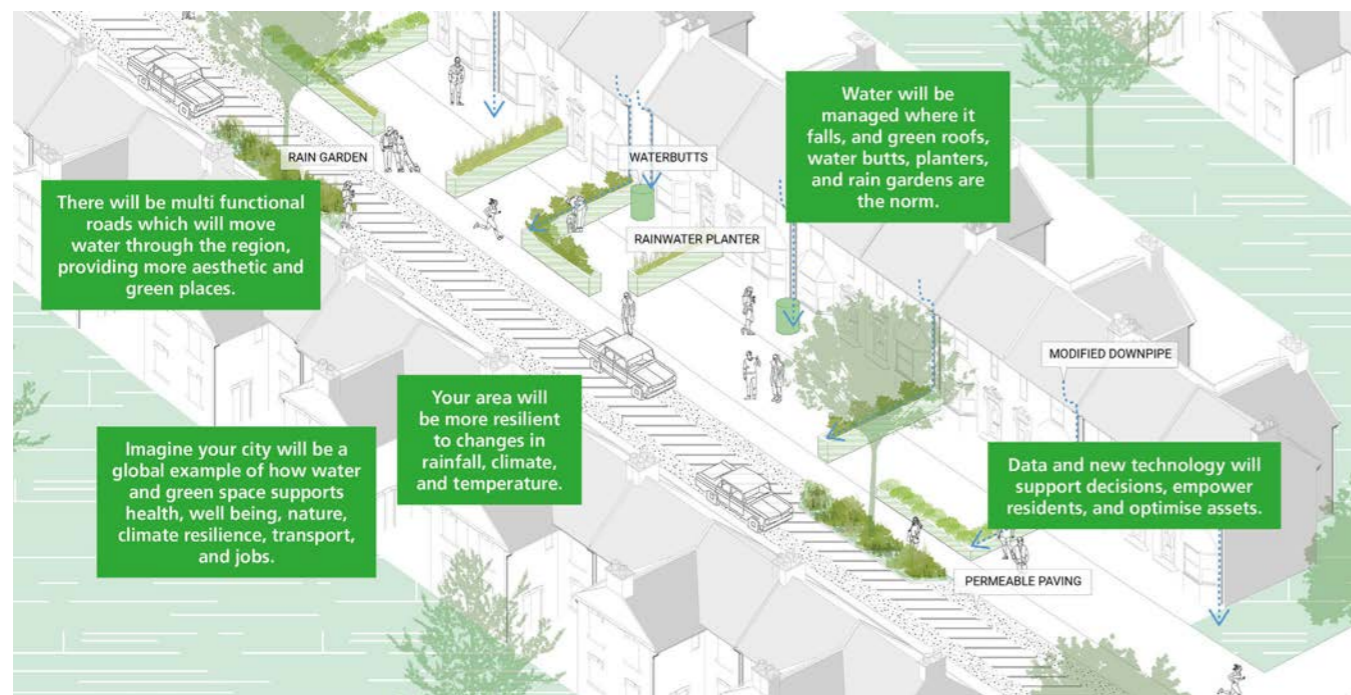 RAIN GARDEN
There will be multi functional
roads which will move
water through the region,
providing more aesthetic and
green places.
WATERBUTTS
RAINWATER PLANTER
Water will be
managed where it
falls, and green roofs,
water butts, planters,
and rain gardens are
the norm.
MODIFIED DOWNPIPE
Your area will
be more resilient
to changes in
rainfall, climate,
and temperature.
Imagine your city will be a
global example of how water
and green space supports
health, well being, nature,
climate resilience, transport,
and jobs.
Data and new technology will
support decisions, empower
residents, and optimise assets.
PERMEABLE PAVING